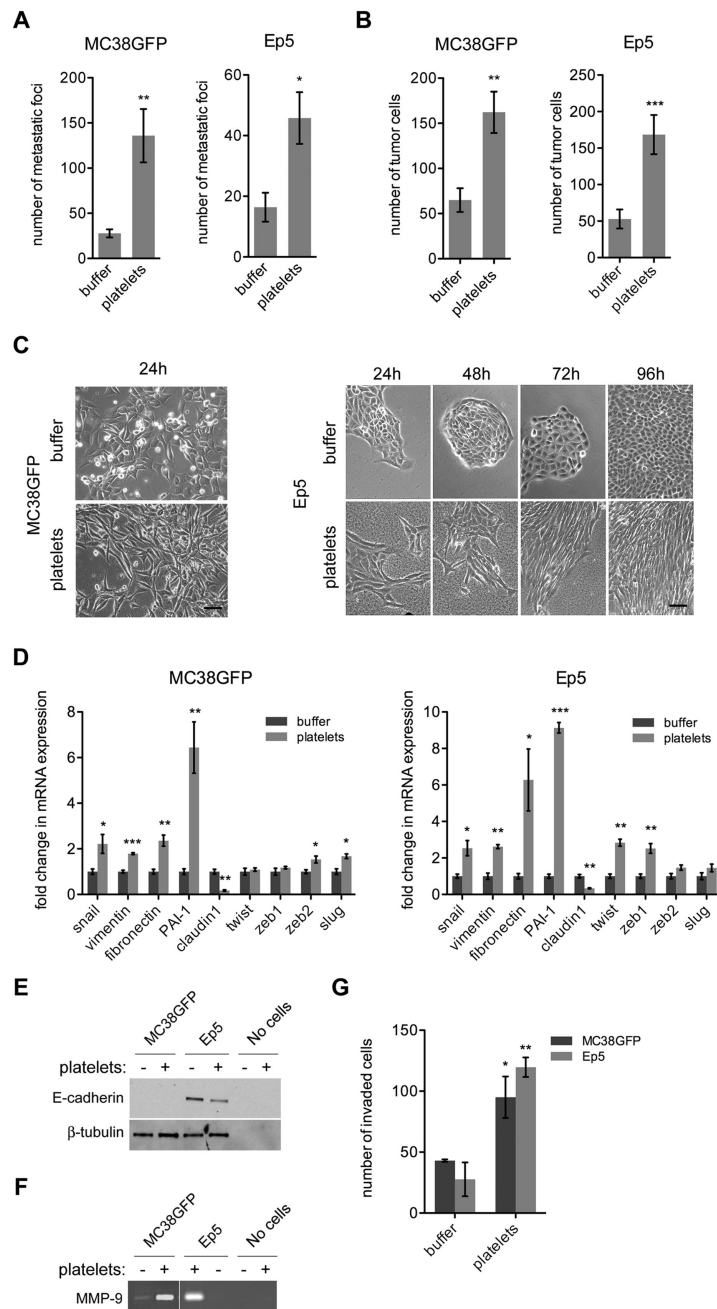 A
MC38GFP
Ep5
number of metastatic foci
200
150
100
50
0
**
buffer
platelets
number of metastatic foci
60
40
20
0
*
buffer
platelets
B
MC38GFP
Ep5
number of tumor cells
200
150
100
50
0
**
buffer
platelets
number of tumor cells
250
200
150
100
50
0
***
buffer
platelets
C
24h
MC38GFP
buffer
platelets
24h 48h 72h 96h
Ep5
buffer
platelets
D
MC38GFP
fold change in mRNA expression
8
6
4
2
0
buffer
platelets
* *** ** ** ** * *
snail vimentin fibronectin PAI-1 claudin1 twist zeb1 zeb2 slug
Ep5
fold change in mRNA expression
10
8
6
4
2
0
buffer
platelets
* ** * *** ** ** **
snail vimentin fibronectin PAI-1 claudin1 twist zeb1 zeb2 slug
E
MC38GFP Ep5 No cells
platelets: - + - + - +
E-cadherin
β-tubulin
F
MC38GFP Ep5 No cells
platelets: - + + - - +
MMP-9
G
number of invaded cells
150
100
50
0
MC38GFP
Ep5
* **
buffer
platelets